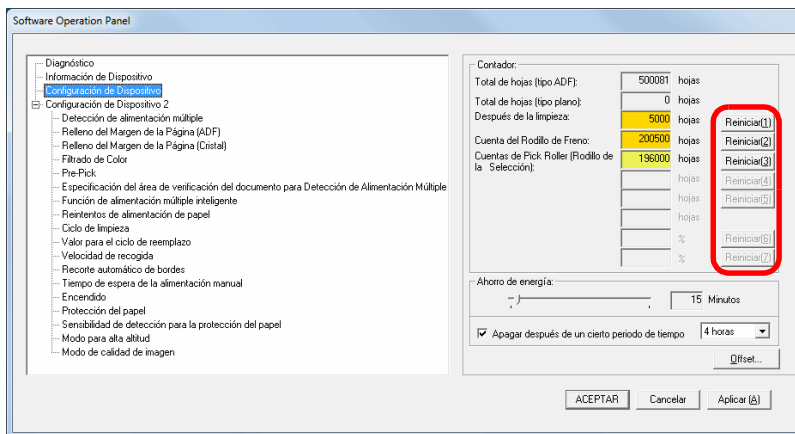 Software Operation Panel
Diagnóstico
Información de Dispositivo
Configuración de Dispositivo
Configuración de Dispositivo 2
Detección de alimentación múltiple
Relleno del Margen de la Página (ADF)
Relleno del Margen de la Página (Cristal)
Filtrado de Color
Pre-Pick
Especificación del área de verificación del documento para Detección de Alimentación Múltiple
Función de alimentación múltiple inteligente
Reintentos de alimentación de papel
Ciclo de limpieza
Valor para el ciclo de reemplazo
Velocidad de recogida
Recorte automático de bordes
Tiempo de espera de la alimentación manual
Encendido
Protección del papel
Sensibilidad de detección para la protección del papel
Modo para alta altitud
Modo de calidad de imagen
Contador:
Total de hojas (tipo ADF): 500081 hojas
Total de hojas (tipo plano): 0 hojas
Después de la limpieza: 5000 hojas Reiniciar(1)
Cuenta del Rodillo de Freno: 200500 hojas Reiniciar(2)
Cuentas de Pick Roller (Rodillo de 196000 hojas Reiniciar(3)
la Selección):
hojas Reiniciar(4)
hojas Reiniciar(5)
hojas
% Reiniciar(6)
% Reiniciar(7)
Ahorro de energía:
15 Minutos
Apagar después de un cierto periodo de tiempo 4 horas
Offset...
ACEPTAR Cancelar Aplicar (A)